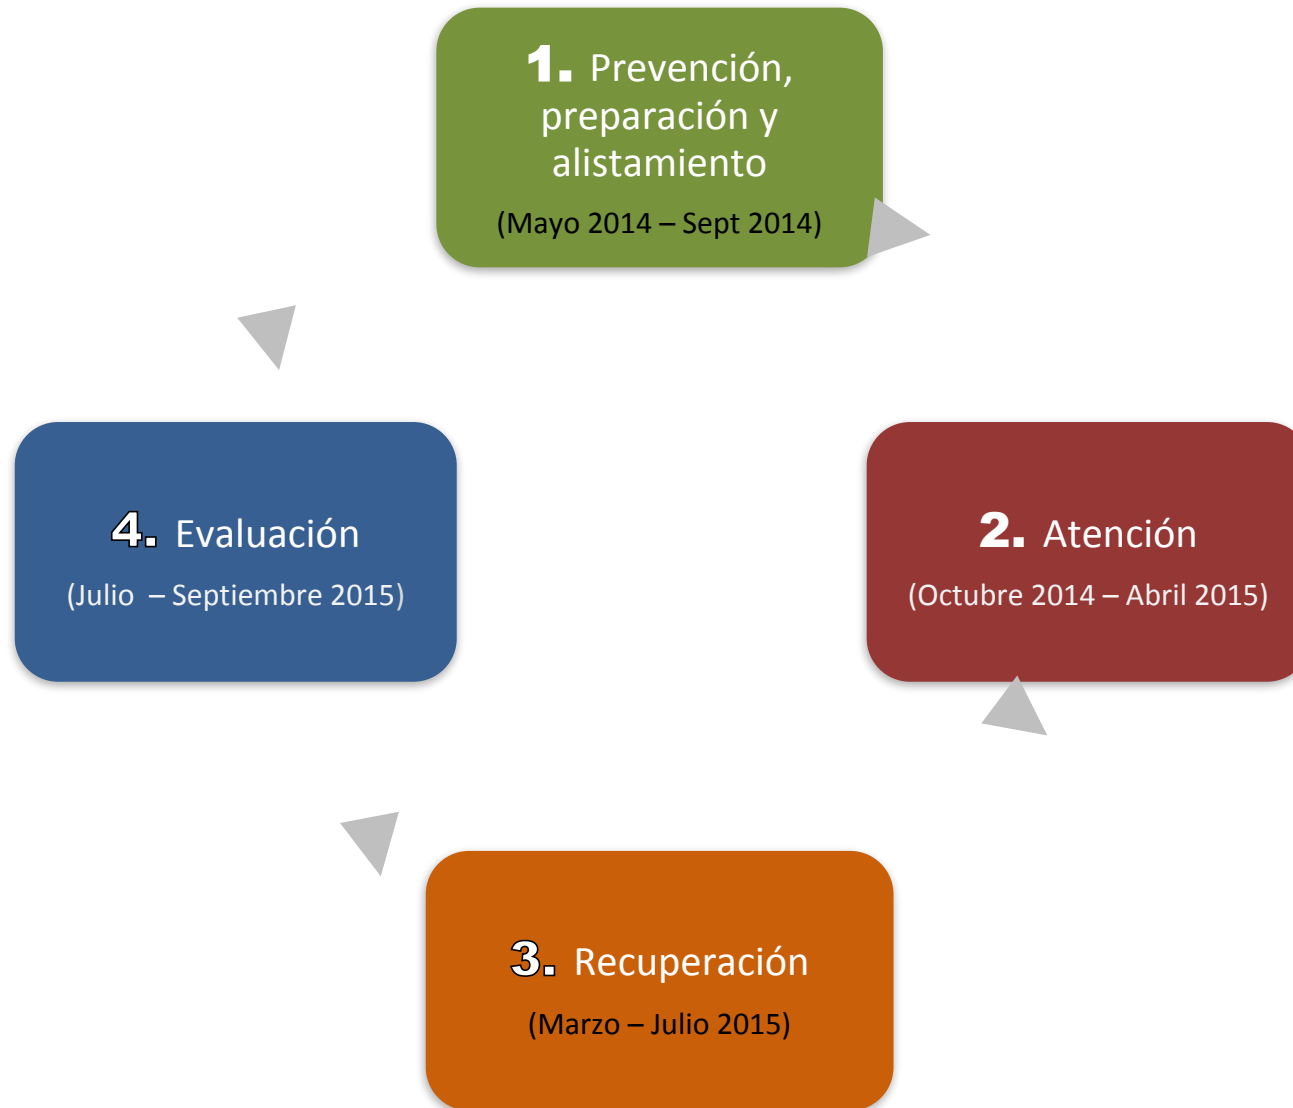 1. Prevención,
preparación y
alistamiento
(Mayo 2014 – Sept 2014)
2. Atención
(Octubre 2014 – Abril 2015)
3. Recuperación
(Marzo – Julio 2015)
4. Evaluación
(Julio  – Septiembre 2015)